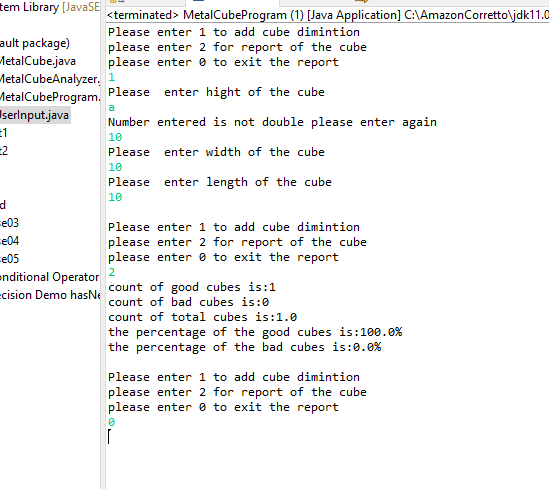 tem Library [JavaSE
ault package)
MetalCube.java
MetalCubeAnalyzer.
MetalCubeProgram.
UserInput.java
t1
t2
d
se03
se04
se05
onditional Operator
ecision Demo hasNe
<terminated> MetalCubeProgram (1) [Java Application] C:\AmazonCorretto\jdk11.0
Please enter 1 to add cube dimintion
please enter 2 for report of the cube
please enter 0 to exit the report
1
Please  enter hight of the cube
a
Number entered is not double please enter again
10
Please  enter width of the cube
10
Please  enter length of the cube
10
Please enter 1 to add cube dimintion
please enter 2 for report of the cube
please enter 0 to exit the report
2
count of good cubes is:1
count of bad cubes is:0
count of total cubes is:1.0
the percentage of the good cubes is:100.0%
the percentage of the bad cubes is:0.0%
Please enter 1 to add cube dimintion
please enter 2 for report of the cube
please enter 0 to exit the report
0